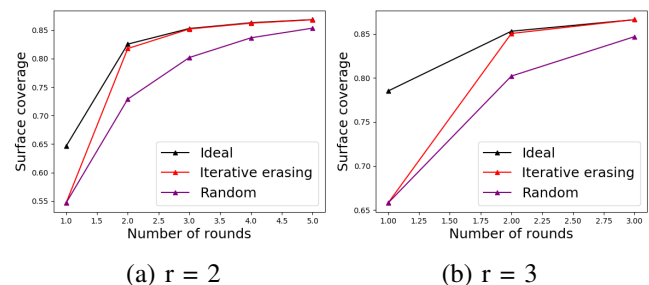 0.85
0.80
0.75
0.70
0.65
0.60
0.55
Surface coverage
Ideal
Iterative erasing
Random
1.0 1.5 2.0 2.5 3.0 3.5 4.0 4.5 5.0
Number of rounds
(a) r = 2
0.85
0.80
0.75
0.70
0.65
Surface coverage
Ideal
Iterative erasing
Random
1.00 1.25 1.50 1.75 2.00 2.25 2.50 2.75 3.00
Number of rounds
(b) r = 3